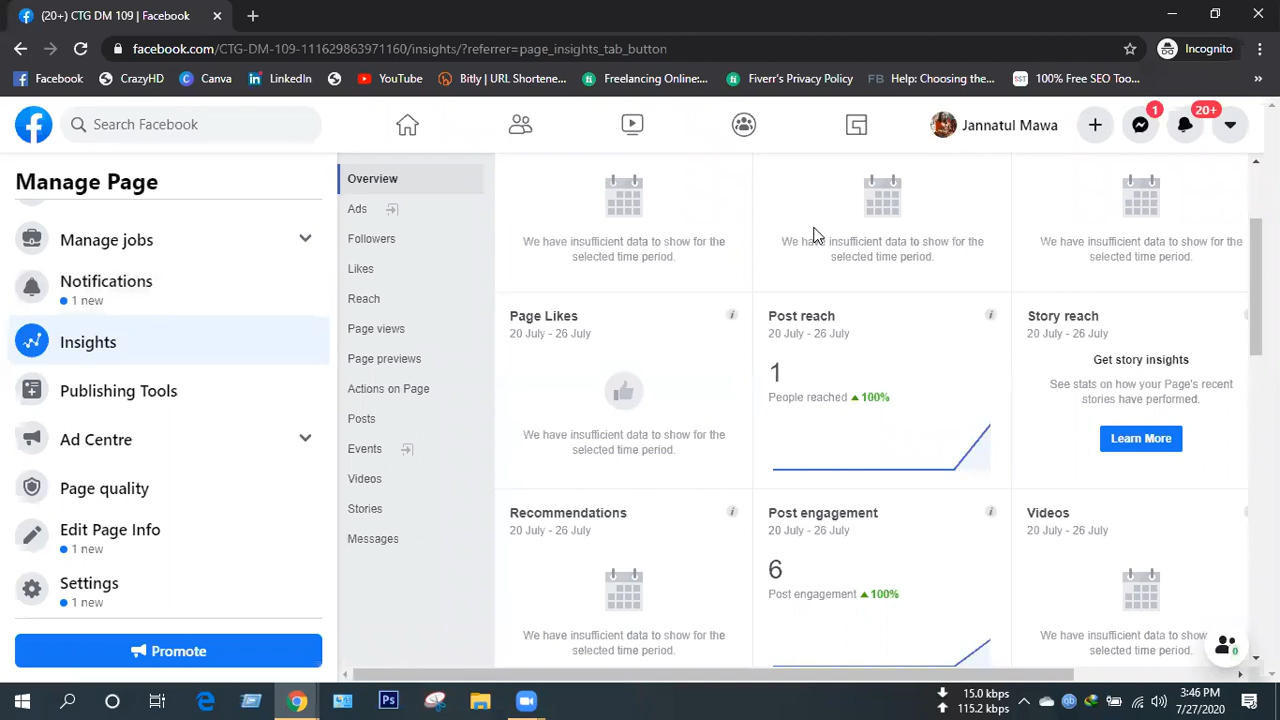 (20+) CTG DM 109 | Facebook
facebook.com/CTG-DM-109-111629863971160/insights/?referrer=page_insights_tab_button
Incognito
Facebook
CrazyHD
Canva
LinkedIn
YouTube
Bitly | URL Shortene...
Freelancing Online:...
Fiverr's Privacy Policy
FB Help: Choosing the...
SST 100% Free SEO Too...
Search Facebook
Jannatul Mawa
1
20+
Manage Page
Manage jobs
Notifications
1 new
Insights
Publishing Tools
Ad Centre
Page quality
Edit Page Info
1 new
Settings
1 new
Promote
Overview
Ads
Followers
Likes
Reach
Page views
Page previews
Actions on Page
Posts
Events
Videos
Stories
Messages
We have insufficient data to show for the
selected time period.
We have insufficient data to show for the
selected time period.
We have insufficient data to show for the
selected time period.
Page Likes
20 July - 26 July
We have insufficient data to show for the
selected time period.
Post reach
20 July - 26 July
1
People reached 100%
Story reach
20 July - 26 July
Get story insights
See stats on how your Page's recent
stories have performed.
Learn More
Recommendations
20 July - 26 July
We have insufficient data to show for the
selected time period.
Post engagement
20 July - 26 July
6
Post engagement 100%
Videos
20 July - 26 July
We have insufficient data to show
selected time period.
0
Ps
qb
15.0 kbps
115.2 kbps
3:46 PM
7/27/2020